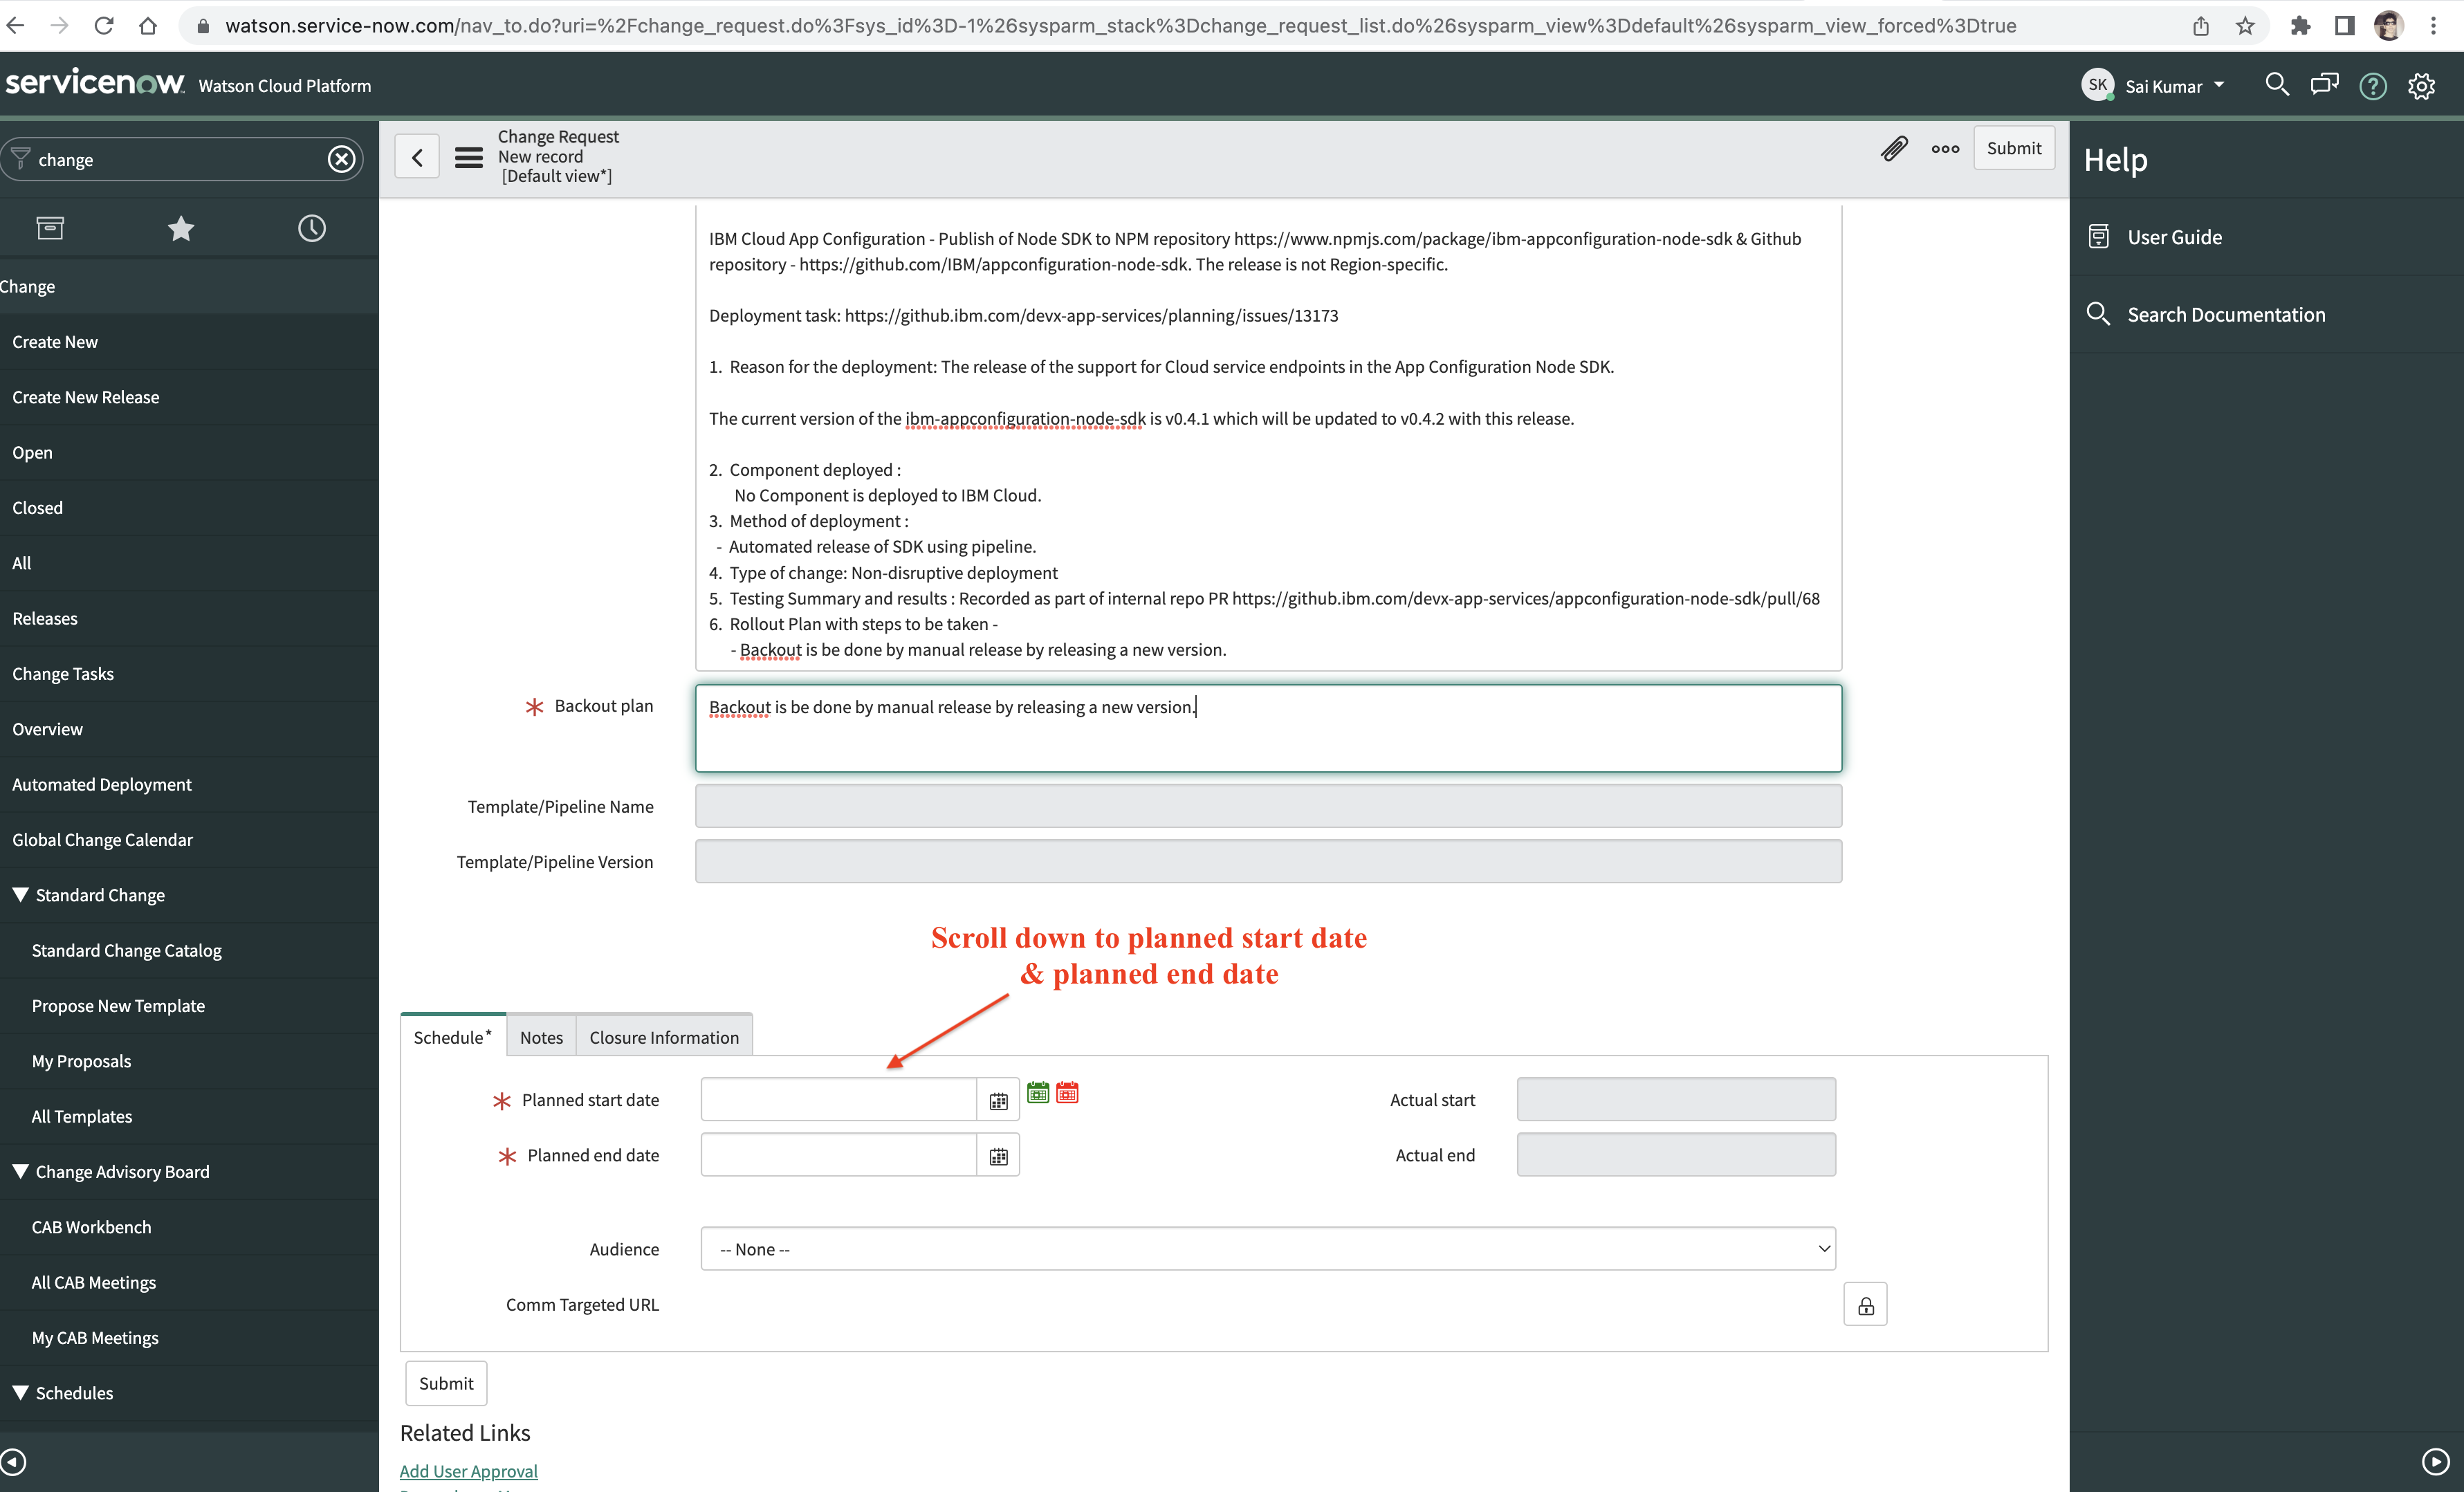 watson.service-now.com/nav_to.do?uri=%2Fchange_request.do%3Fsys_id%3D-1%26sysparm_stack%3Dchange_request_list.do%26sysparm_view%3Ddefault%26sysparm_view_forced%3Dtrue
servicenow Watson Cloud Platform
SK Sai Kumar
change
Change
Create New
Create New Release
Open
Closed
All
Releases
Change Tasks
Overview
Automated Deployment
Global Change Calendar
Standard Change
Standard Change Catalog
Propose New Template
My Proposals
All Templates
Change Advisory Board
CAB Workbench
All CAB Meetings
My CAB Meetings
Schedules
Change Request
New record
[Default view*]
Submit
IBM Cloud App Configuration - Publish of Node SDK to NPM repository https://www.npmjs.com/package/ibm-appconfiguration-node-sdk & Github
repository - https://github.com/IBM/appconfiguration-node-sdk. The release is not Region-specific.
Deployment task: https://github.ibm.com/devx-app-services/planning/issues/13173
1. Reason for the deployment: The release of the support for Cloud service endpoints in the App Configuration Node SDK.
The current version of the ibm-appconfiguration-node-sdk is v0.4.1 which will be updated to v0.4.2 with this release.
2. Component deployed :
No Component is deployed to IBM Cloud.
3. Method of deployment :
- Automated release of SDK using pipeline.
4. Type of change: Non-disruptive deployment
5. Testing Summary and results : Recorded as part of internal repo PR https://github.ibm.com/devx-app-services/appconfiguration-node-sdk/pull/68
6. Rollout Plan with steps to be taken -
- Backout is be done by manual release by releasing a new version.
Backout plan
Backout is be done by manual release by releasing a new version.
Template/Pipeline Name
Template/Pipeline Version
Scroll down to planned start date
& planned end date
Schedule* Notes Closure Information
Planned start date
Actual start
Planned end date
Actual end
Audience
-- None --
Comm Targeted URL
Submit
Related Links
Add User Approval
Help
User Guide
Search Documentation